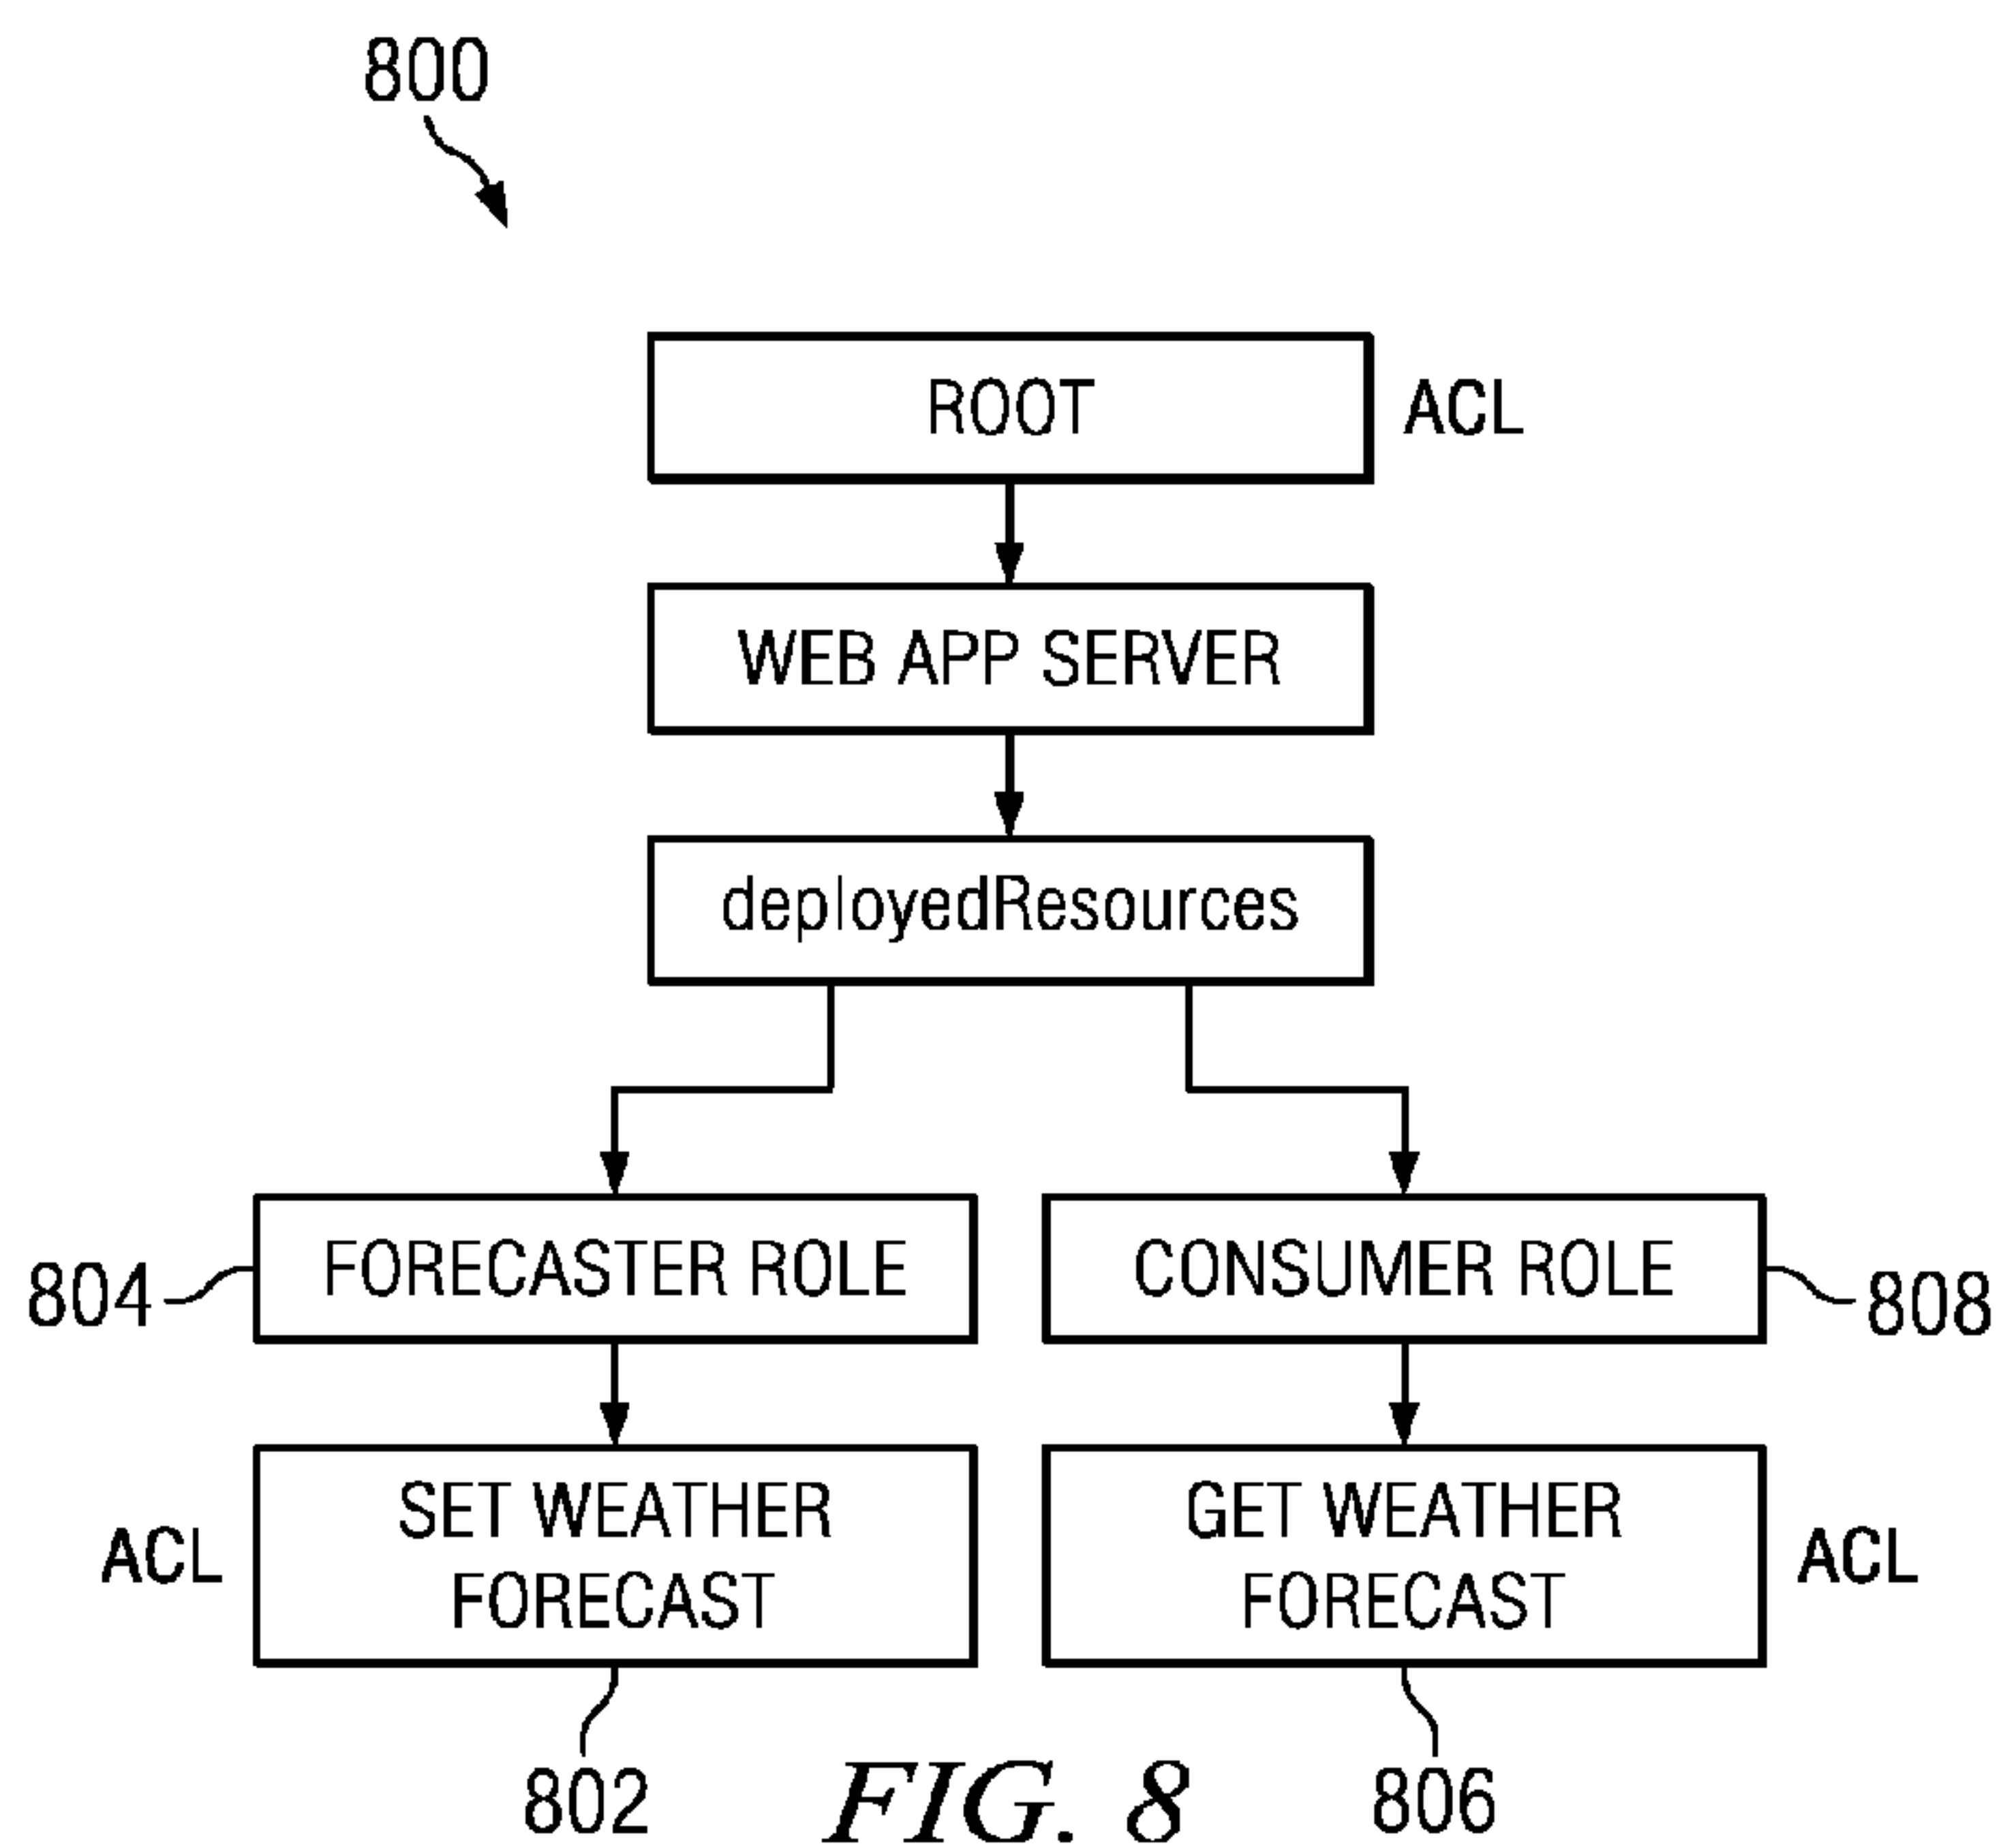 800
ROOT
ACL
WEB APP SERVER
deployedResources
804
FORECASTER ROLE
CONSUMER ROLE
808
ACL
SET WEATHER
FORECAST
GET WEATHER
FORECAST
ACL
802
FIG. 8
806